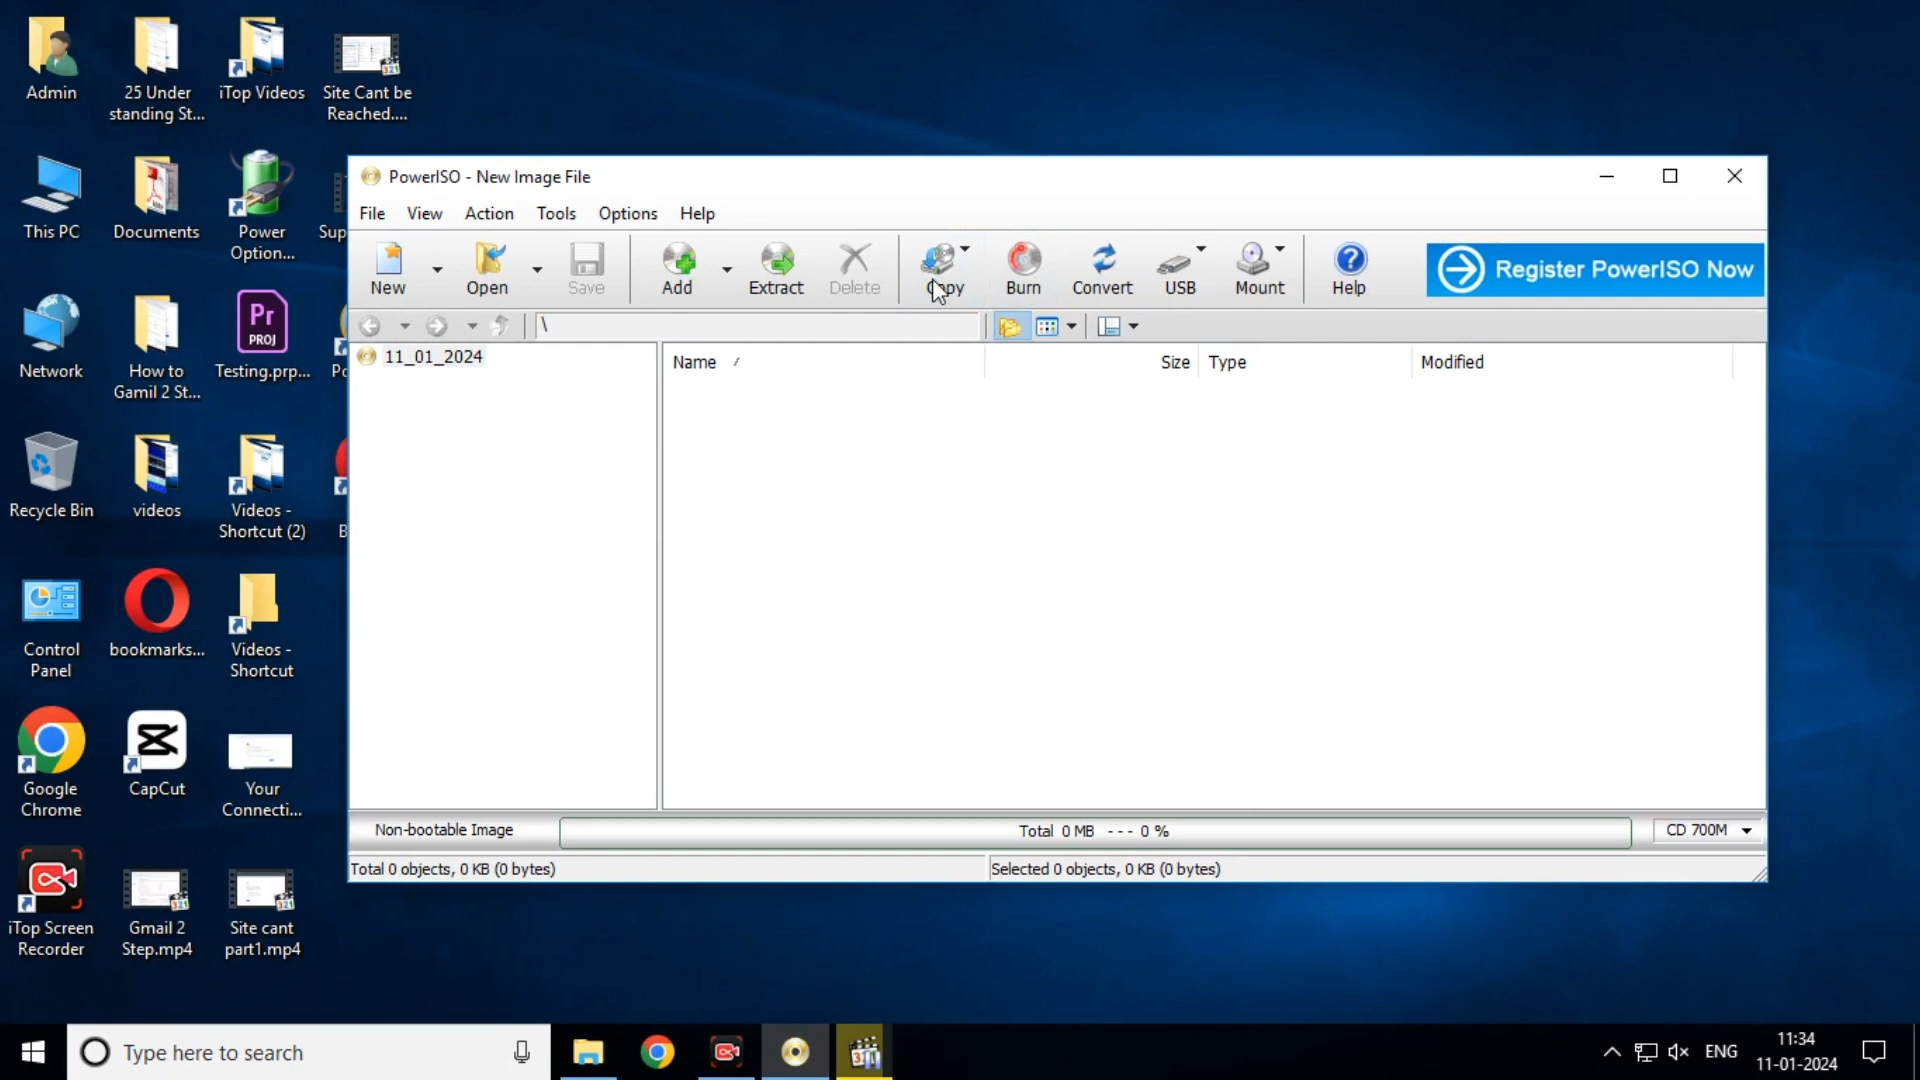 Admin
25 Under
standing St...
iTop Videos
Site Cant be
Reached....
This PC
Documents
Power
Option...
Sup
Network
How to
Gamil 2 St...
Testing.prp...
Recycle Bin
videos
Videos -
Shortcut (2)
B
Control
Panel
bookmarks...
Videos -
Shortcut
Google
Chrome
CapCut
Your
Connecti...
iTop Screen
Recorder
Gmail 2
Step.mp4
Site cant
part1.mp4
Pr
PROJ
PowerISO - New Image File
File View Action Tools Options Help
New Open Save Add Extract Delete Copy Burn Convert USB Mount Help
Register PowerISO Now
\
11_01_2024
Name Size Type Modified
Non-bootable Image
Total 0 MB --- 0 %
CD 700M
Total 0 objects, 0 KB (0 bytes)
Selected 0 objects, 0 KB (0 bytes)
Type here to search
ENG
11:34
11-01-2024